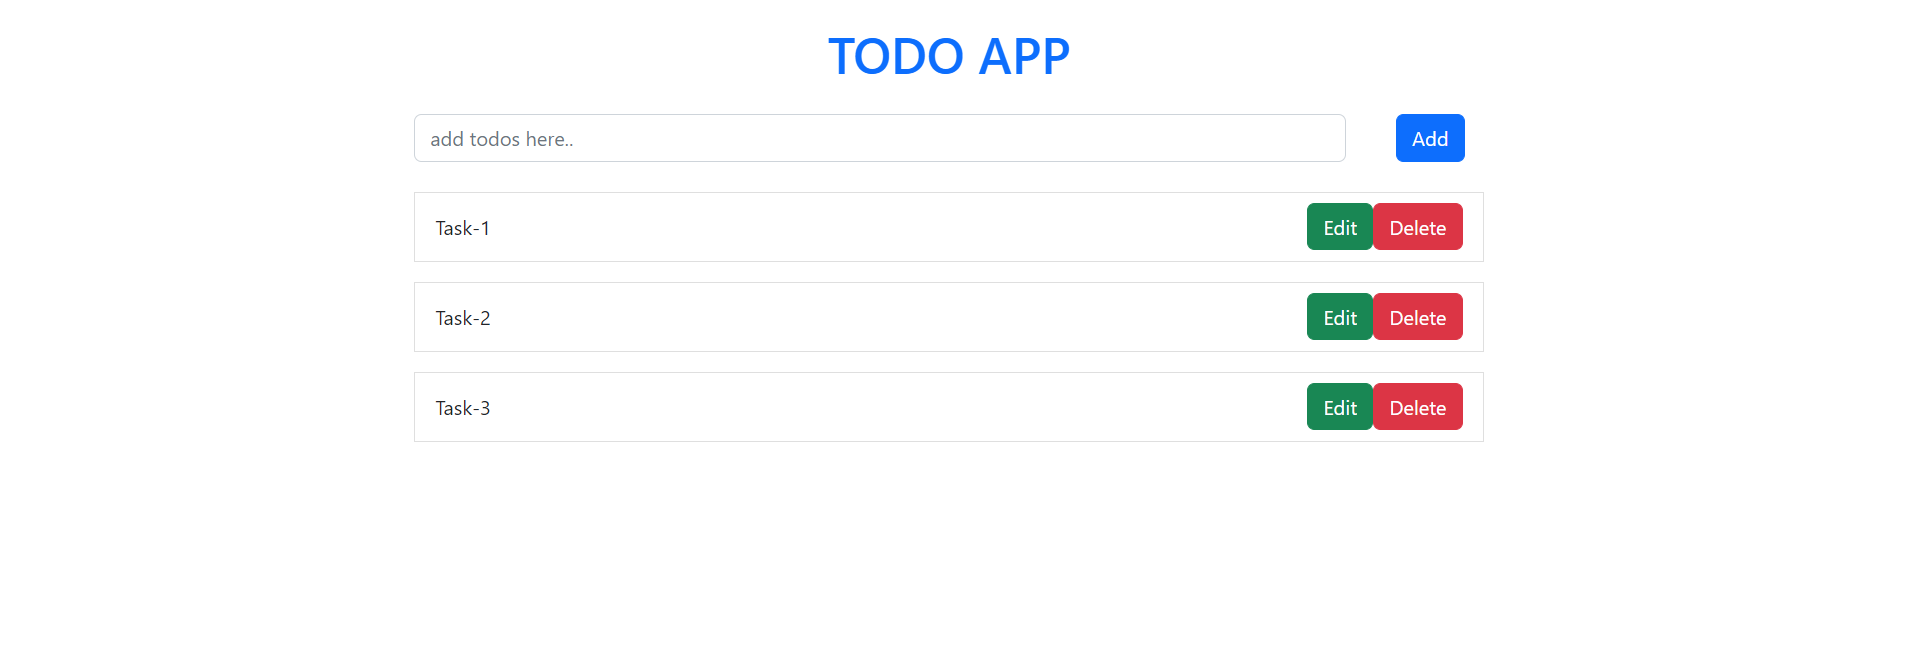 TODO APP
add todos here..
Add
Task-1
Edit
Delete
Task-2
Edit
Delete
Task-3
Edit
Delete